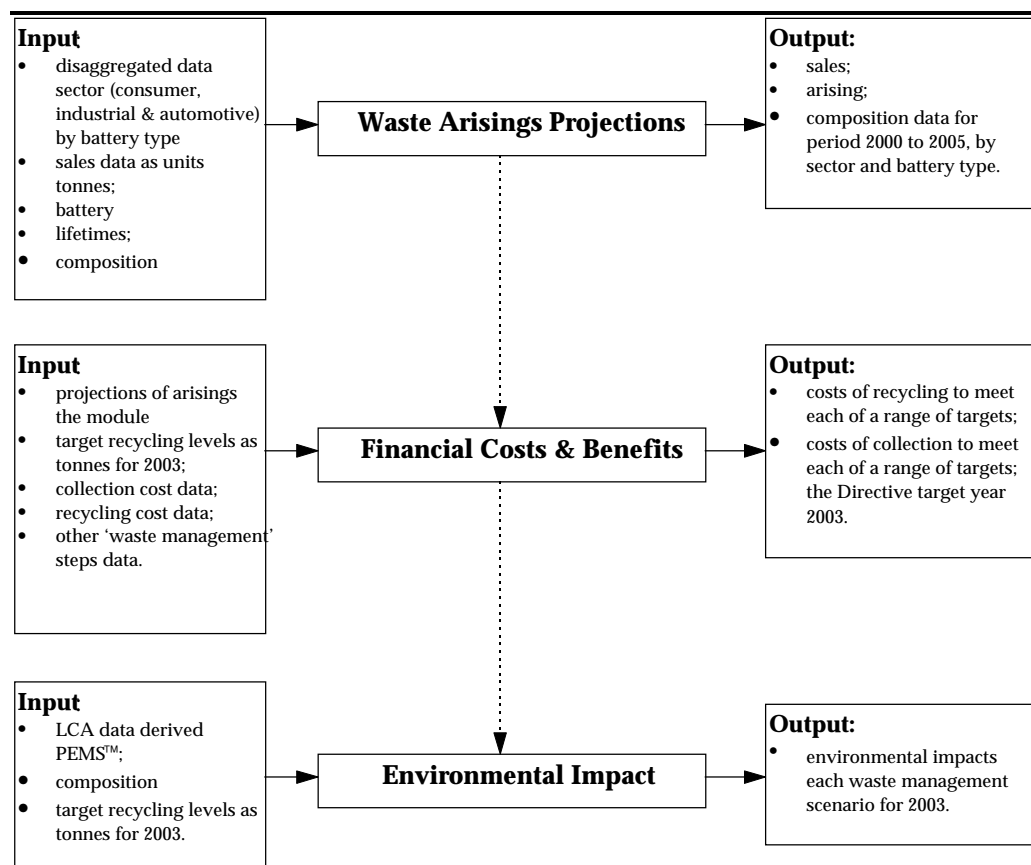 Input:
• disaggregated data
sector (consumer,
industrial & automotive)
by battery type
• sales data as units
tonnes;
• battery
• lifetimes;
• composition
Waste Arisings Projections
Output:
• sales;
• arising;
• composition data for
period 2000 to 2005, by
sector and battery type.
Input:
• projections of arisings
the module
• target recycling levels as
tonnes for 2003;
• collection cost data;
• recycling cost data;
• other ‘waste management’
steps data.
Financial Costs & Benefits
Output:
• costs of recycling to meet
each of a range of targets;
• costs of collection to meet
each of a range of targets;
the Directive target year
2003.
Input:
• LCA data derived
PEMS™;
• composition
• target recycling levels as
tonnes for 2003.
Environmental Impact
Output:
• environmental impacts
each waste management
scenario for 2003.